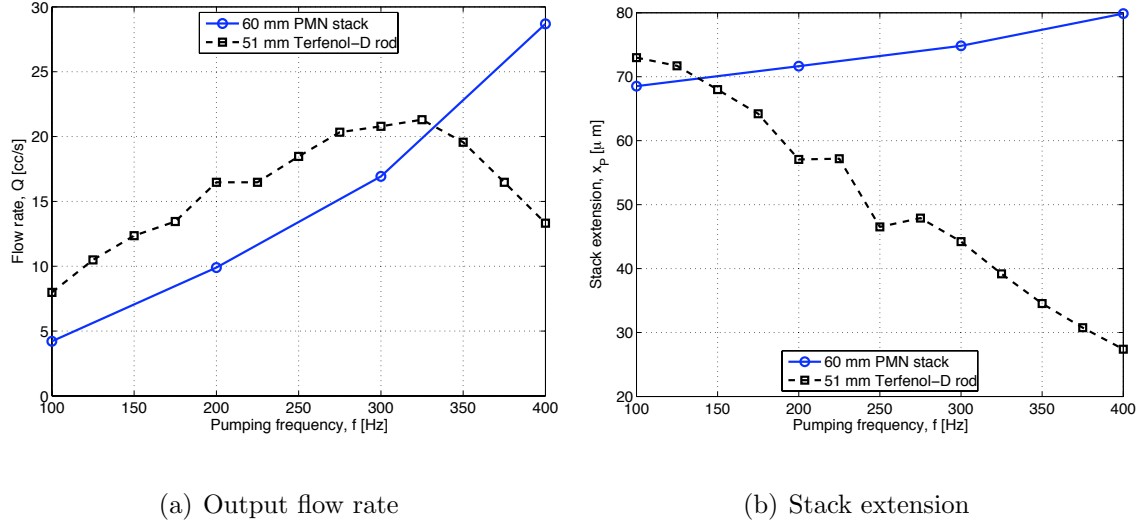 60 mm PMN stack
51 mm Terfenol-D rod
30
25
20
15
10
5
0
Flow rate, Q [cc/s]
100 150 200 250 300 350 400
Pumping frequency, f [Hz]
(a) Output flow rate
80
70
60
50
40
30
20
Stack extension, x_P [μ m]
60 mm PMN stack
51 mm Terfenol-D rod
100 150 200 250 300 350 400
Pumping frequency, f [Hz]
(b) Stack extension